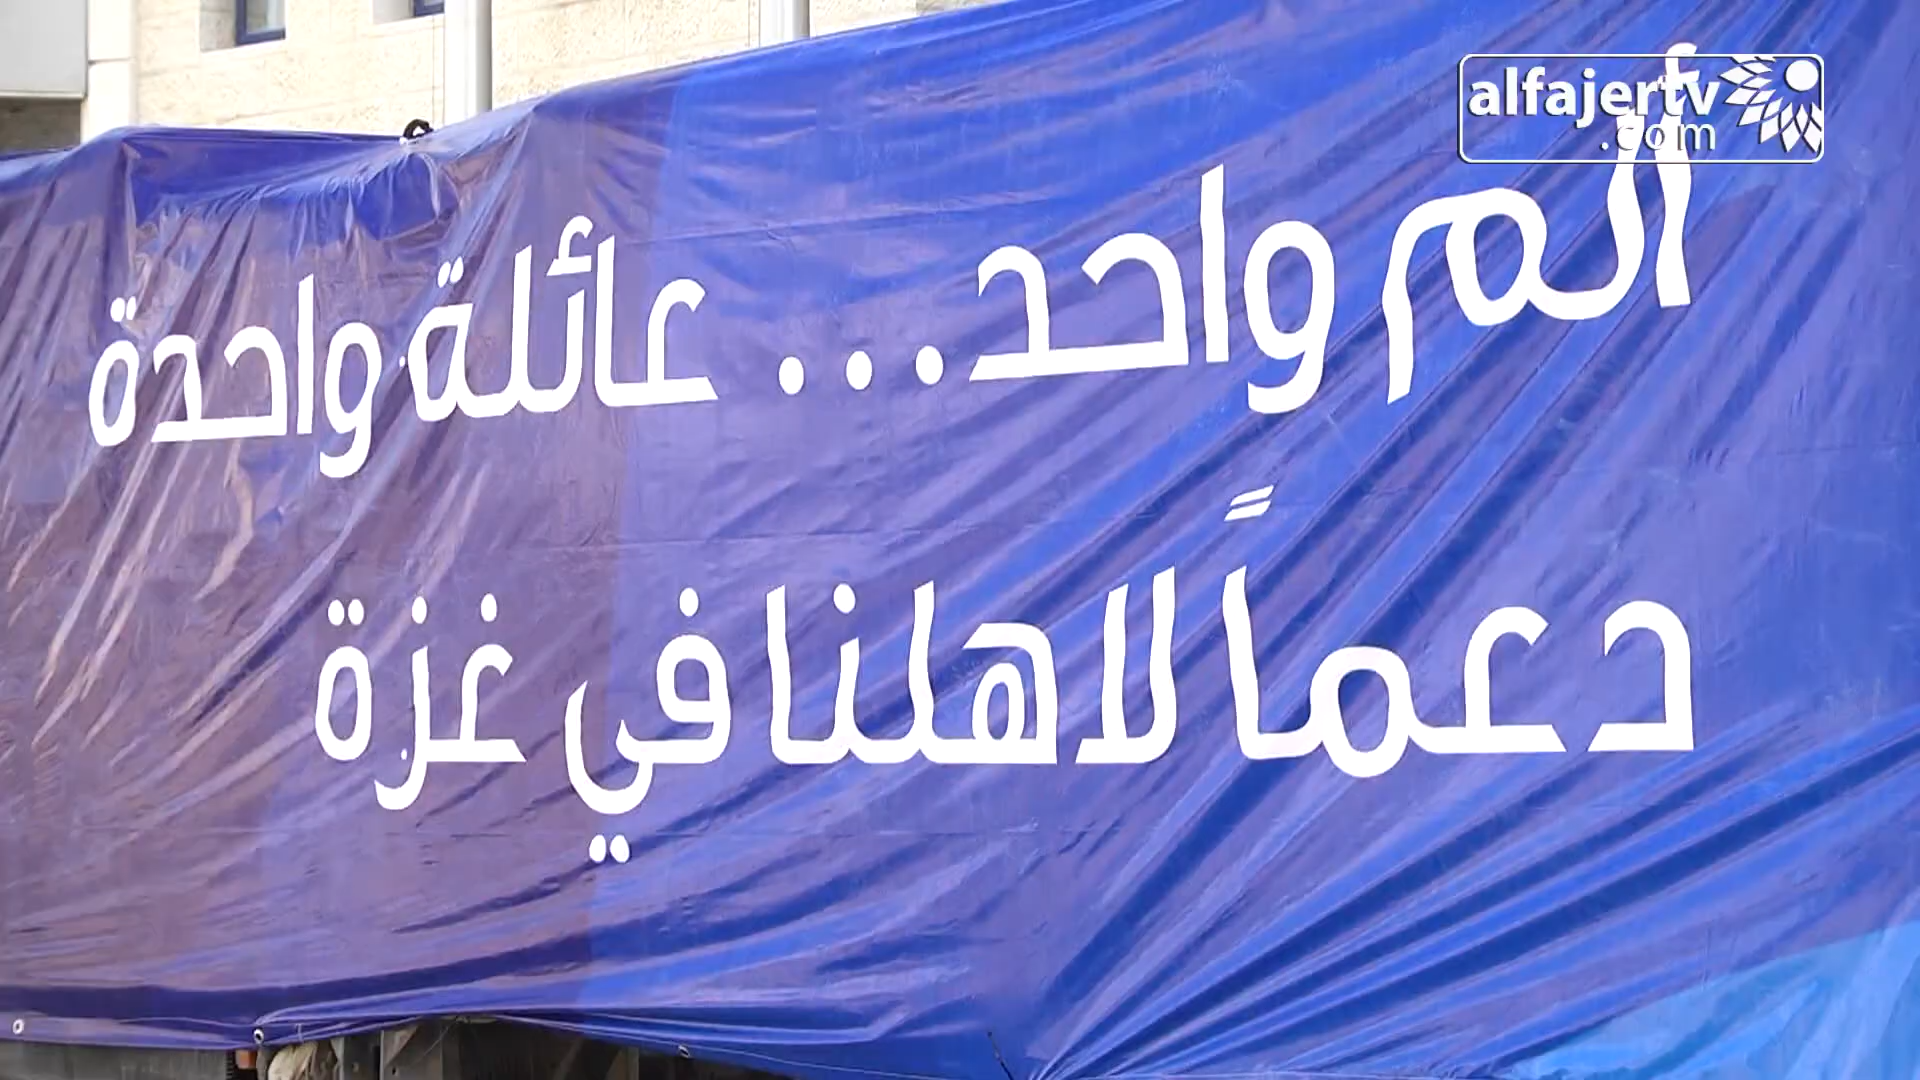 alfajertv
.com
ألم واحد... عائلة واحدة
دعماً لاهلنا في غزة